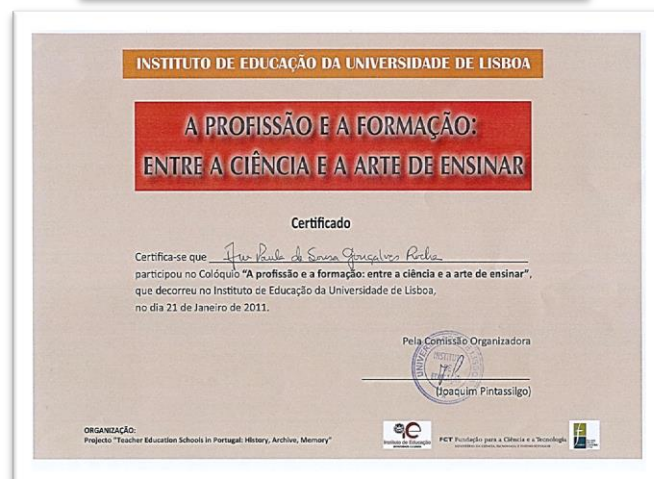 INSTITUTO DE EDUCAÇÃO DA UNIVERSIDADE DE LISBOA
A PROFISSÃO E A FORMAÇÃO:
ENTRE A CIÊNCIA E A ARTE DE ENSINAR
Certificado
Certifica-se que Ana Paula de Sousa Gonçalves Rocha
participou no Colóquio "A profissão e a formação: entre a ciência e a arte de ensinar",
que decorreu no Instituto de Educação da Universidade de Lisboa,
no dia 21 de Janeiro de 2011.
Pela Comissão Organizadora
(Joaquim Pintassilgo)
ORGANIZAÇÃO:
Projecto "Teacher Education Schools in Portugal: History, Archive, Memory"
Instituto de Educação
FCT Fundação para a Ciência e a Tecnologia